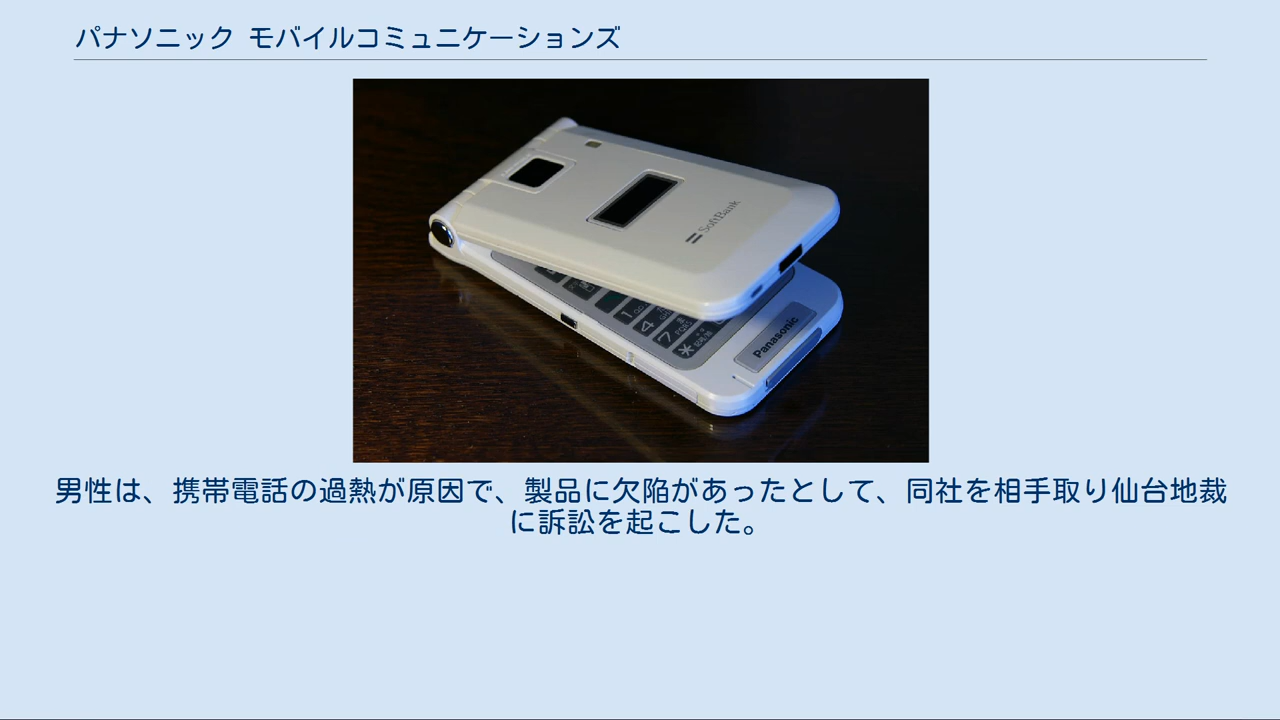 パナソニック モバイルコミュニケーションズ
SoftBank
Panasonic
1
4
7
*
男性は、携帯電話の過熱が原因で、製品に欠陥があったとして、同社を相手取り仙台地裁
に訴訟を起こした。